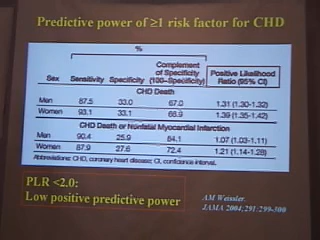 Predictive power of ≥1 risk factor for CHD
%
Sex Sensitivity Specificity Complement of Specificity (100–Specificity) Positive Likelihood Ratio (95% CI)
CHD Death
Men 87.5 33.0 67.0 1.31 (1.30-1.32)
Women 93.1 33.1 66.9 1.39 (1.35-1.42)
CHD Death or Nonfatal Myocardial Infarction
Men 90.4 25.9 84.1 1.07 (1.03-1.11)
Women 87.9 27.6 72.4 1.21 (1.14-1.28)
Abbreviations: CHD, coronary heart disease; CI, confidence interval.
PLR <2.0:
Low positive predictive power
AM Weissler.
JAMA 2004;291:299-300